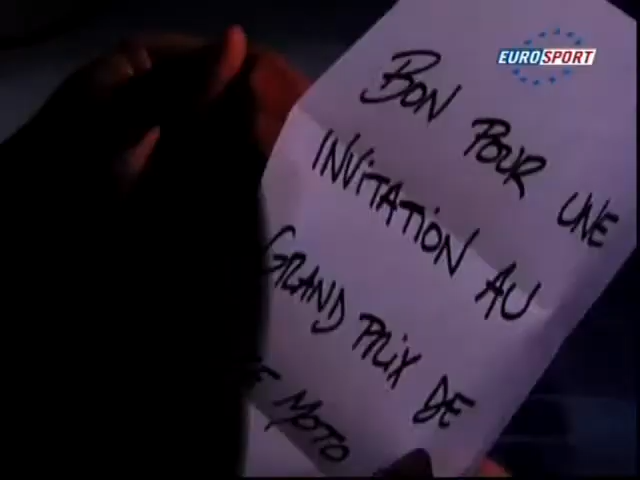 EUROSPORT
BON POUR UNE
INVITATION AU
GRAND PRIX DE
MOTO